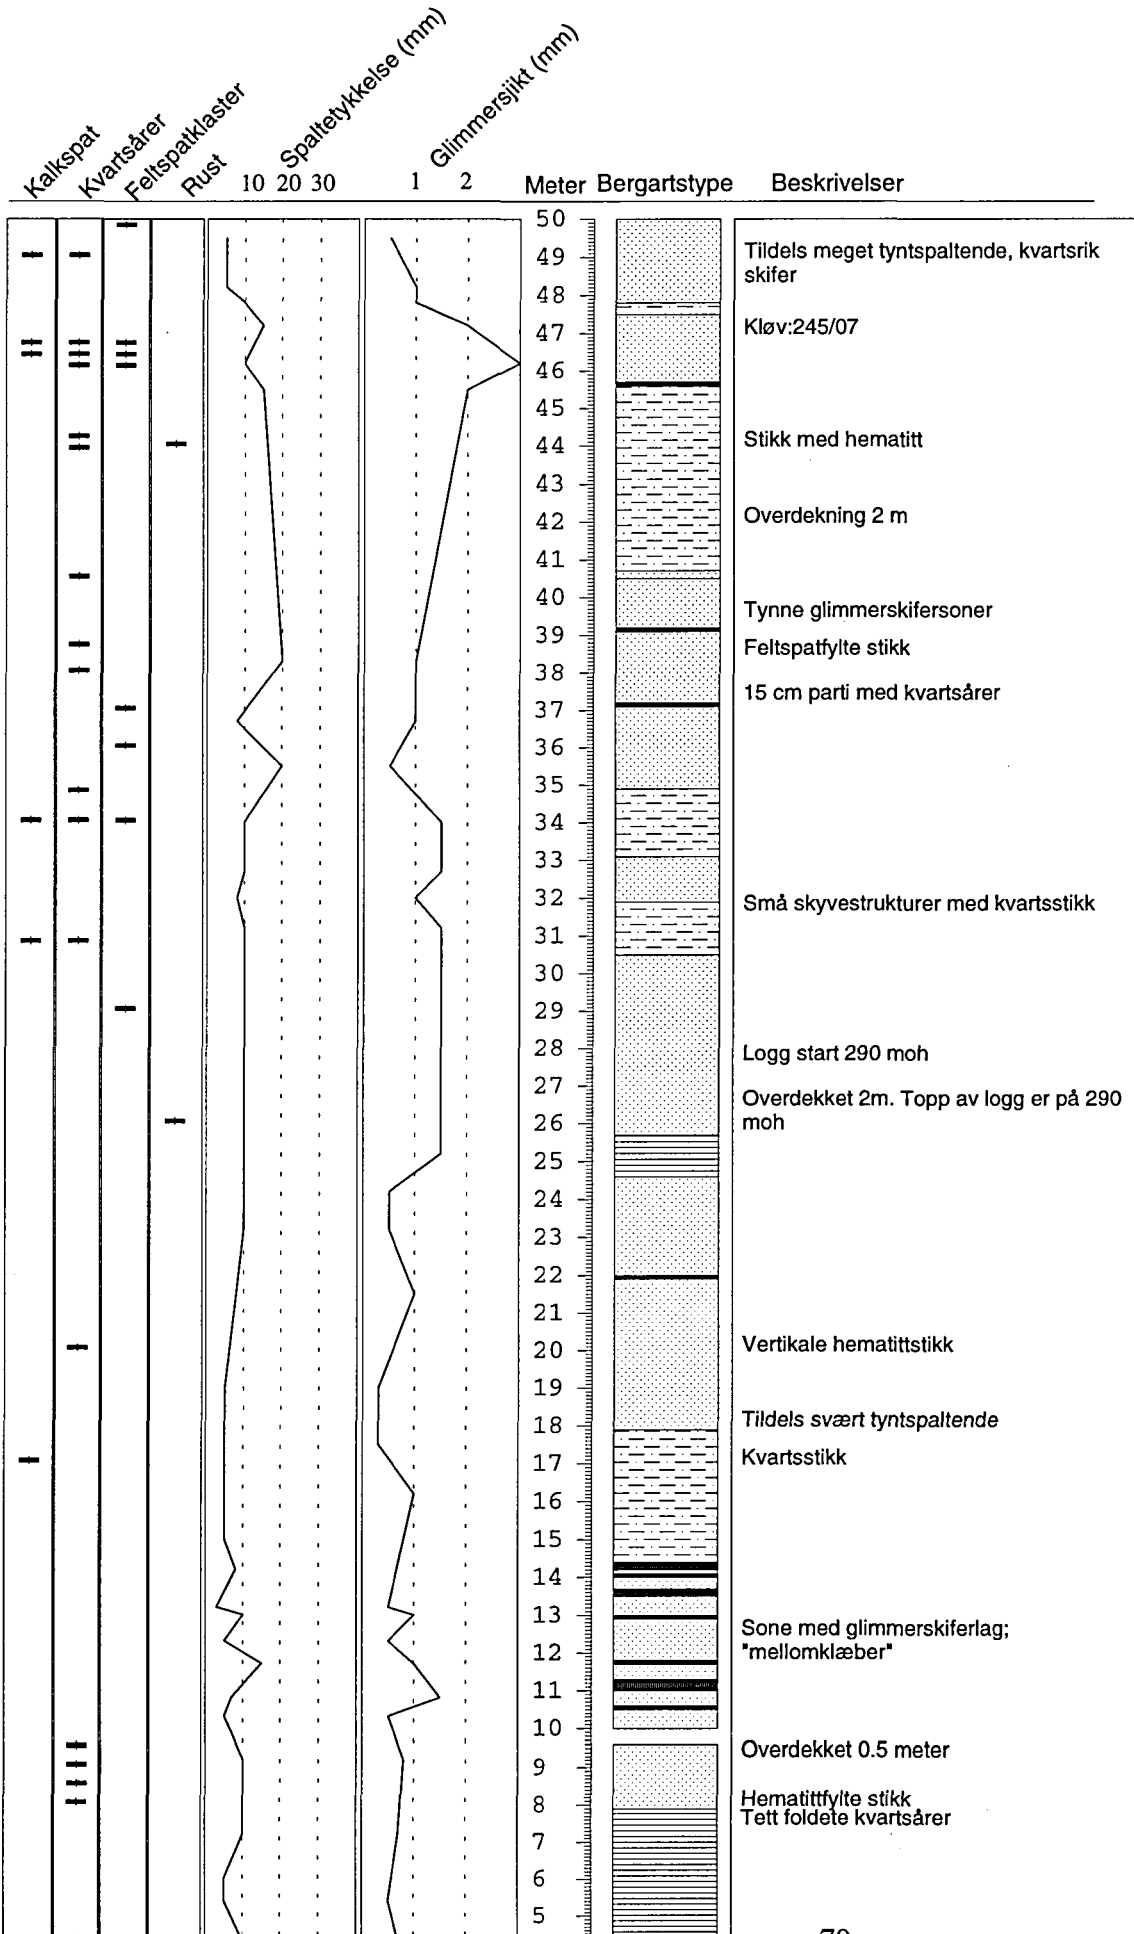 Kalkspat
Kvartsårer
Feltspatklaster
Rust
Spaltetykkelse (mm)
Glimmersjikt (mm)
10 20 30
1 2
Meter Bergartstype Beskrivelser
50
49 Tildels meget tyntspaltende, kvartsrik
skifer
48
47 Kløv:245/07
46
45
44 Stikk med hematitt
43
42 Overdekning 2 m
41
40 Tynne glimmerskifersoner
39
Feltspatfylte stikk
38
15 cm parti med kvartsårer
37
36
35
34
33
32 Små skyvestrukturer med kvartsstikk
31
30
29
28 Logg start 290 moh
27
Overdekket 2m. Topp av logg er på 290
26 moh
25
24
23
22
21
20 Vertikale hematittstikk
19
18 Tildels svært tyntspaltende
17 Kvartsstikk
16
15
14
13 Sone med glimmerskiferlag;
12 "mellomklæber"
11
10
Overdekket 0.5 meter
9
8 Hematittfylte stikk
Tett foldete kvartsårer
7
6
5